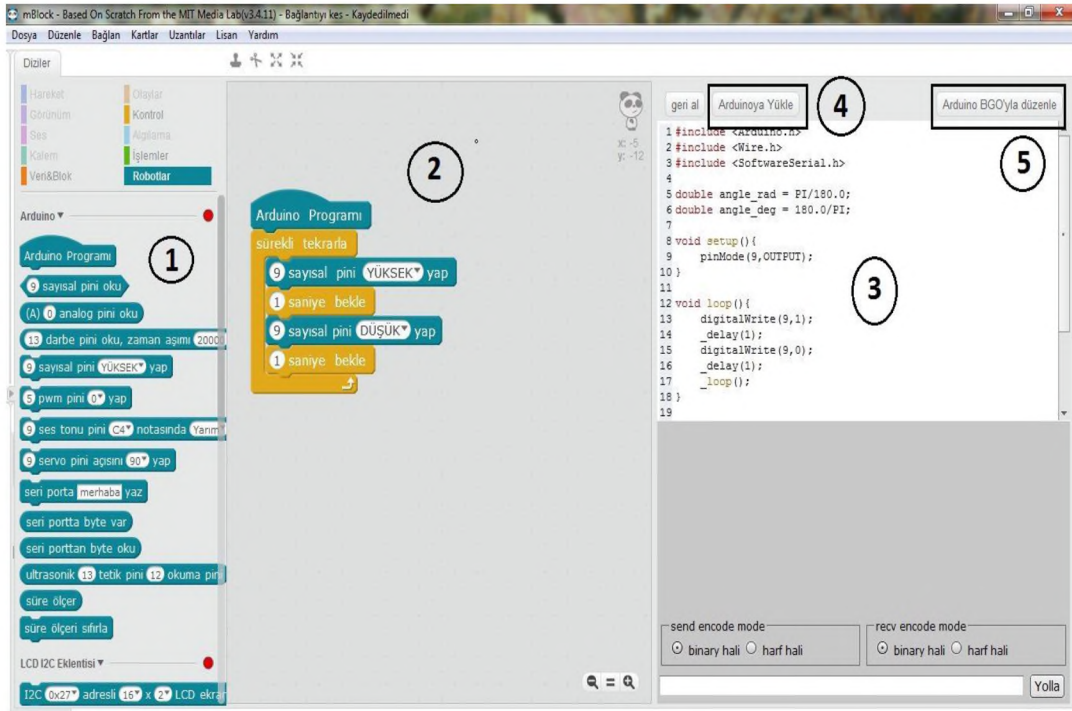 mBlock - Based On Scratch From the MIT Media Lab(v3.4.11) - Bağlantıyı kes - Kaydedilmedi
Dosya Düzenle Bağlan Kartlar Uzantılar Lisan Yardım
Diziler
Hareket Olaylar
Görünüm Kontrol
Ses Algılama
Kalem İşlemler
Veri&Blok Robotlar
Arduino
Arduino Programı
9 sayısal pini oku
(A) 0 analog pini oku
13 darbe pini oku, zaman aşımı 20000
9 sayısal pini YÜKSEK yap
5 pwm pini 0 yap
9 ses tonu pini C4 notasında Yarım
9 servo pini açısını 90 yap
seri porta merhaba yaz
seri portta byte var
seri porttan byte oku
ultrasonik 13 tetik pini 12 okuma pini
süre ölçer
süre ölçeri sıfırla
LCD I2C Eklentisi
I2C 0x27 adresli 16 x 2 LCD ekran
1
2
x: -5
y: -12
Arduino Programı
sürekli tekrarla
9 sayısal pini YÜKSEK yap
1 saniye bekle
9 sayısal pini DÜŞÜK yap
1 saniye bekle
geri al Arduinoya Yükle 4 Arduino BGO'yla düzenle
5
1 #include <Arduino.h>
2 #include <Wire.h>
3 #include <SoftwareSerial.h>
4
5 double angle_rad = PI/180.0;
6 double angle_deg = 180.0/PI;
7
8 void setup(){
9 pinMode(9,OUTPUT);
10 }
11
12 void loop(){
13 digitalWrite(9,1);
14 _delay(1);
15 digitalWrite(9,0);
16 _delay(1);
17 _loop();
18 }
19
3
send encode mode recv encode mode
binary hali harf hali binary hali harf hali
Yolla